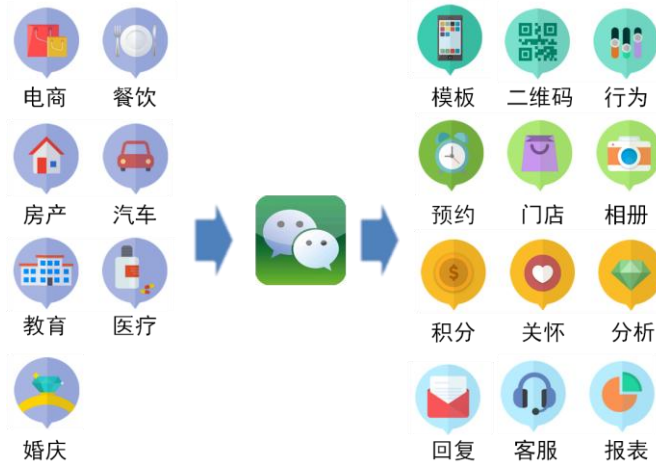 电商 餐饮
房产 汽车
教育 医疗
婚庆
模板 二维码 行为
预约 门店 相册
积分 关怀 分析
回复 客服 报表